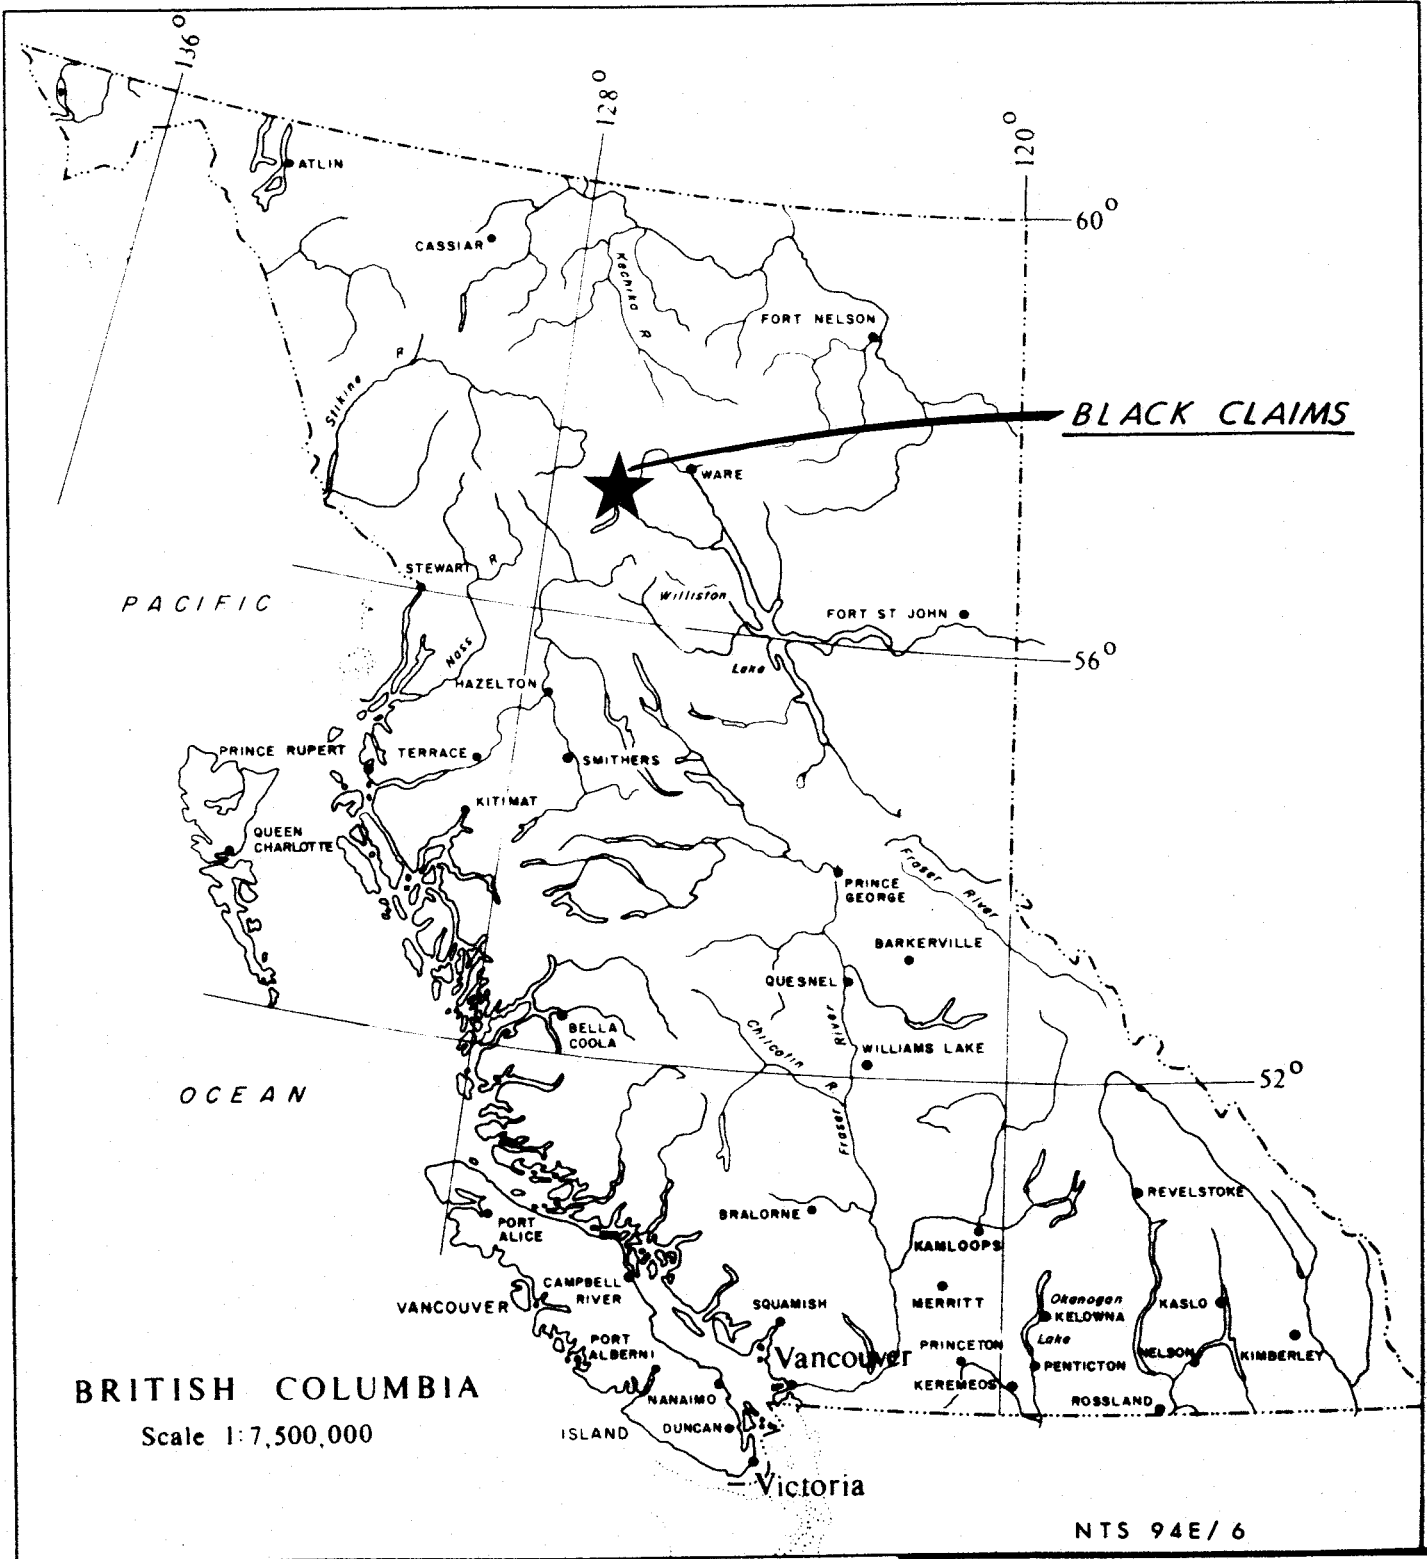 136°
128°
120°
ATLIN
60°
CASSIAR
Kechika R
FORT NELSON
R
Stikine
BLACK CLAIMS
WARE
R
STEWART
PACIFIC
Williston
FORT ST JOHN
Nass
56°
Lake
HAZELTON
PRINCE RUPERT
TERRACE
SMITHERS
KITIMAT
QUEEN
CHARLOTTE
Fraser River
PRINCE
GEORGE
BARKERVILLE
QUESNEL
River
BELLA
COOLA
Chilcotin R
WILLIAMS LAKE
52°
OCEAN
Fraser
REVELSTOKE
BRALORNE
PORT
ALICE
KAMLOOPS
CAMPBELL
RIVER
VANCOUVER
SQUAMISH
MERRITT
Okanogan
KELOWNA
Lake
KASLO
PORT
ALBERNI
Vancouver
PRINCETON
PENTICTON
NELSON
KIMBERLEY
KEREMEOS
BRITISH COLUMBIA
NANAIMO
ROSSLAND
Scale 1:7,500,000
ISLAND
DUNCAN
Victoria
NTS 94E/6